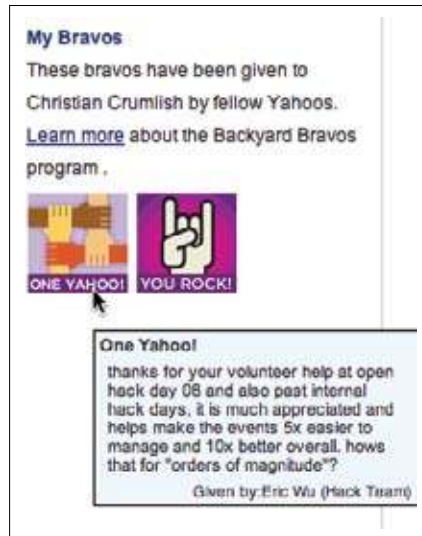 My Bravos
These bravos have been given to
Christian Crumlish by fellow Yahoos.
Learn more about the Backyard Bravos
program .
ONE YAHOO! YOU ROCK!
One Yahoo!
thanks for your volunteer help at open
hack day 06 and also past internal
hack days. it is much appreciated and
helps make the events 5x easier to
manage and 10x better overall. hows
that for "orders of magnitude"?
Given by:Eric Wu (Hack Team)